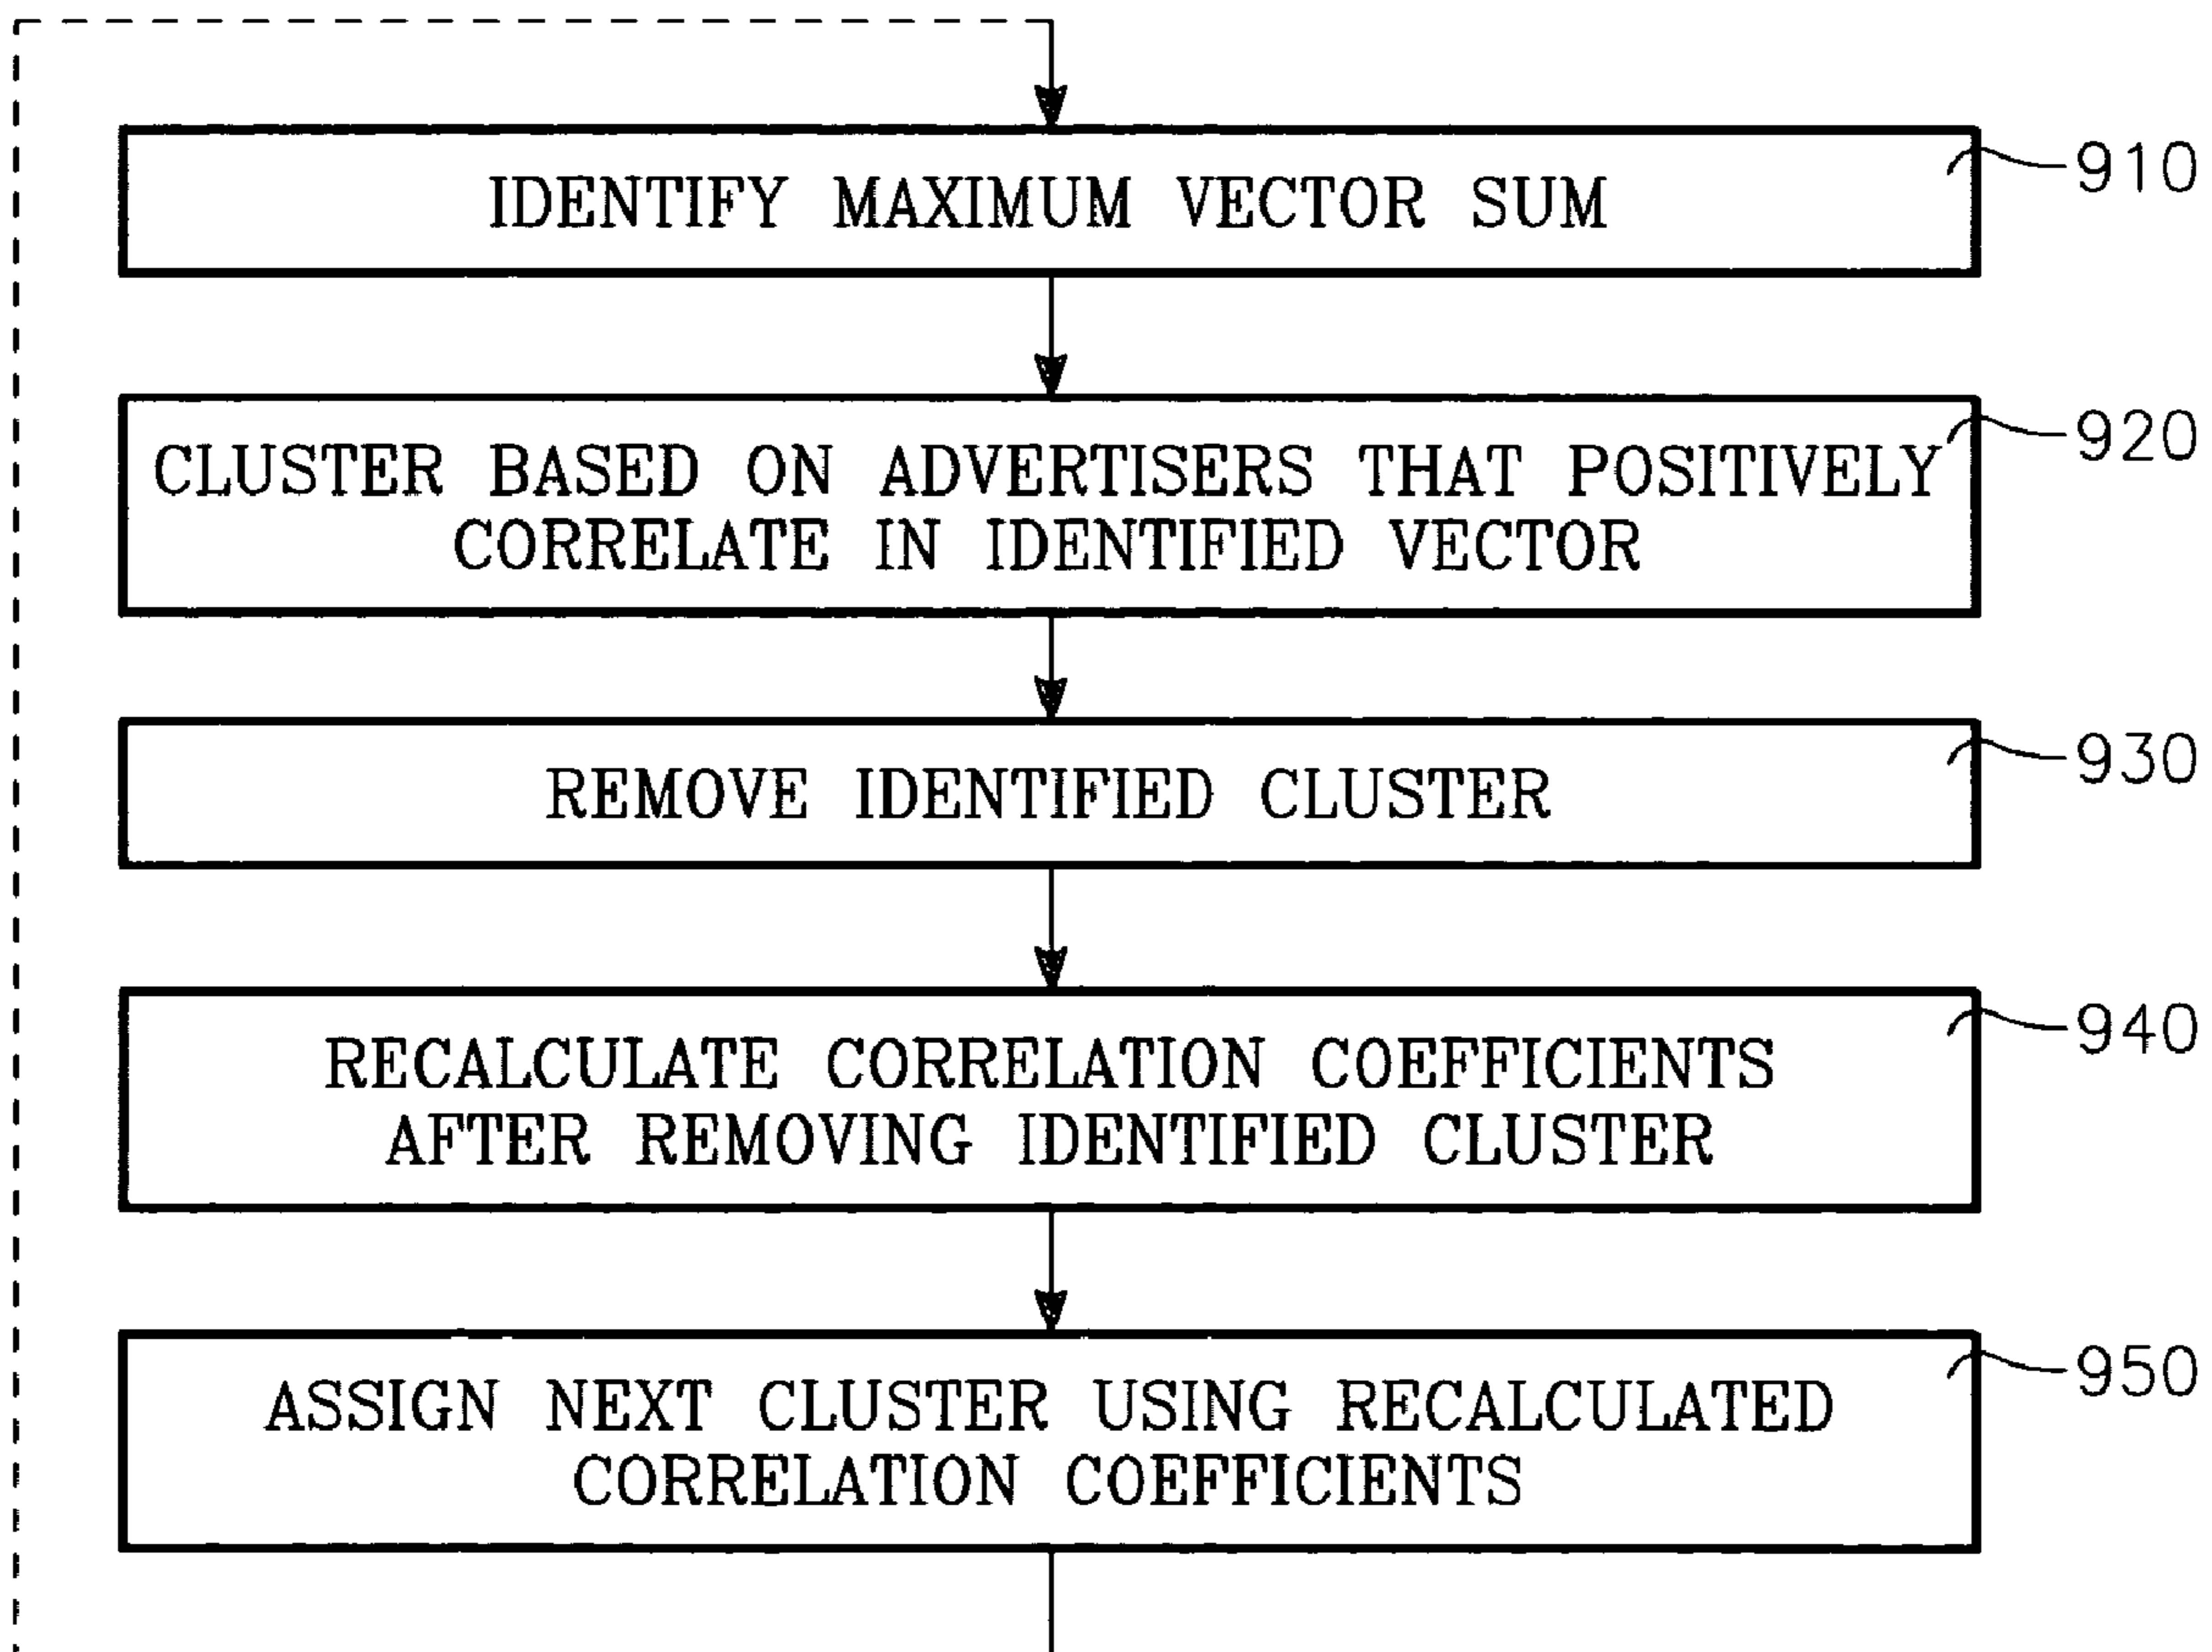 IDENTIFY MAXIMUM VECTOR SUM
910
CLUSTER BASED ON ADVERTISERS THAT POSITIVELY
CORRELATE IN IDENTIFIED VECTOR
920
REMOVE IDENTIFIED CLUSTER
930
RECALCULATE CORRELATION COEFFICIENTS
AFTER REMOVING IDENTIFIED CLUSTER
940
ASSIGN NEXT CLUSTER USING RECALCULATED
CORRELATION COEFFICIENTS
950